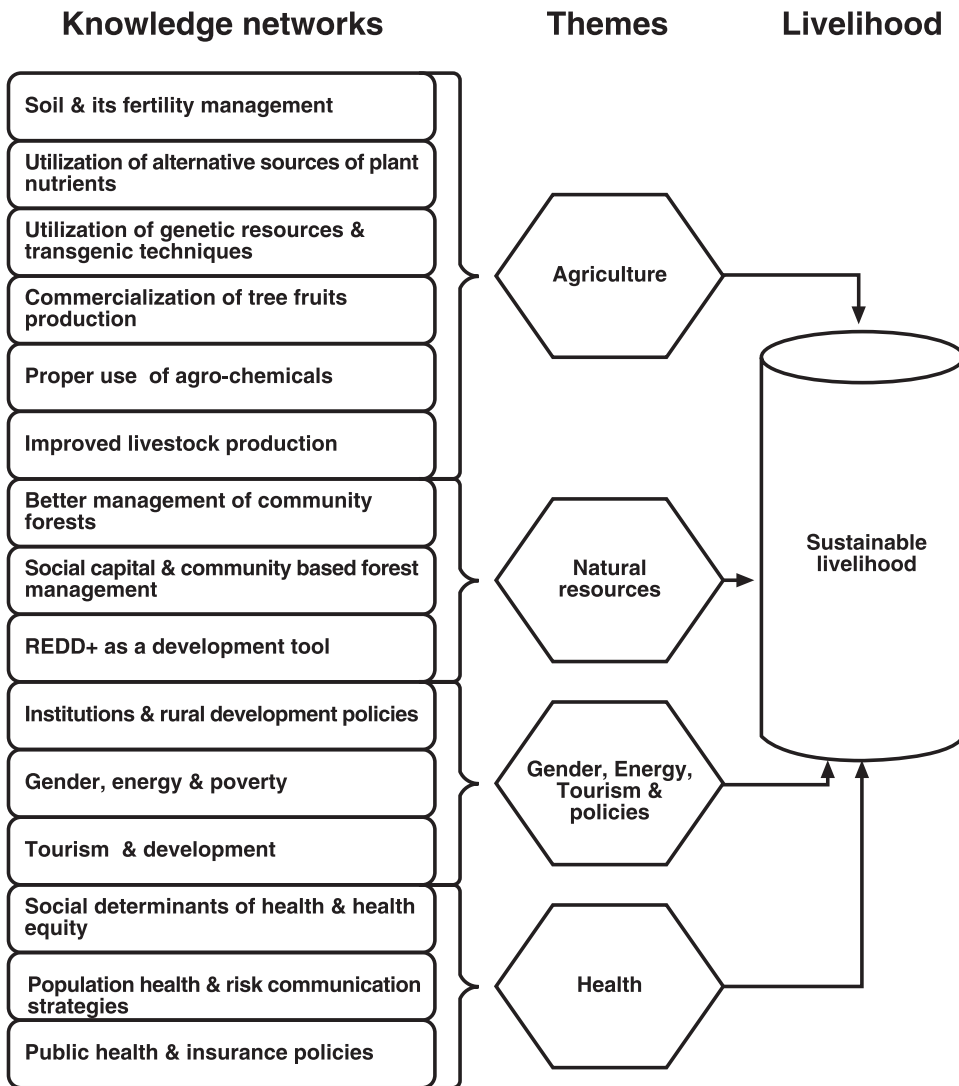 Knowledge networks
Themes
Livelihood
Soil & its fertility management
Utilization of alternative sources of plant
nutrients
Utilization of genetic resources &
transgenic techniques
Commercialization of tree fruits
production
Proper use of agro-chemicals
Improved livestock production
Better management of community
forests
Social capital & community based forest
management
REDD+ as a development tool
Institutions & rural development policies
Gender, energy & poverty
Tourism & development
Social determinants of health & health
equity
Population health & risk communication
strategies
Public health & insurance policies
Agriculture
Natural
resources
Gender, Energy,
Tourism &
policies
Health
Sustainable
livelihood